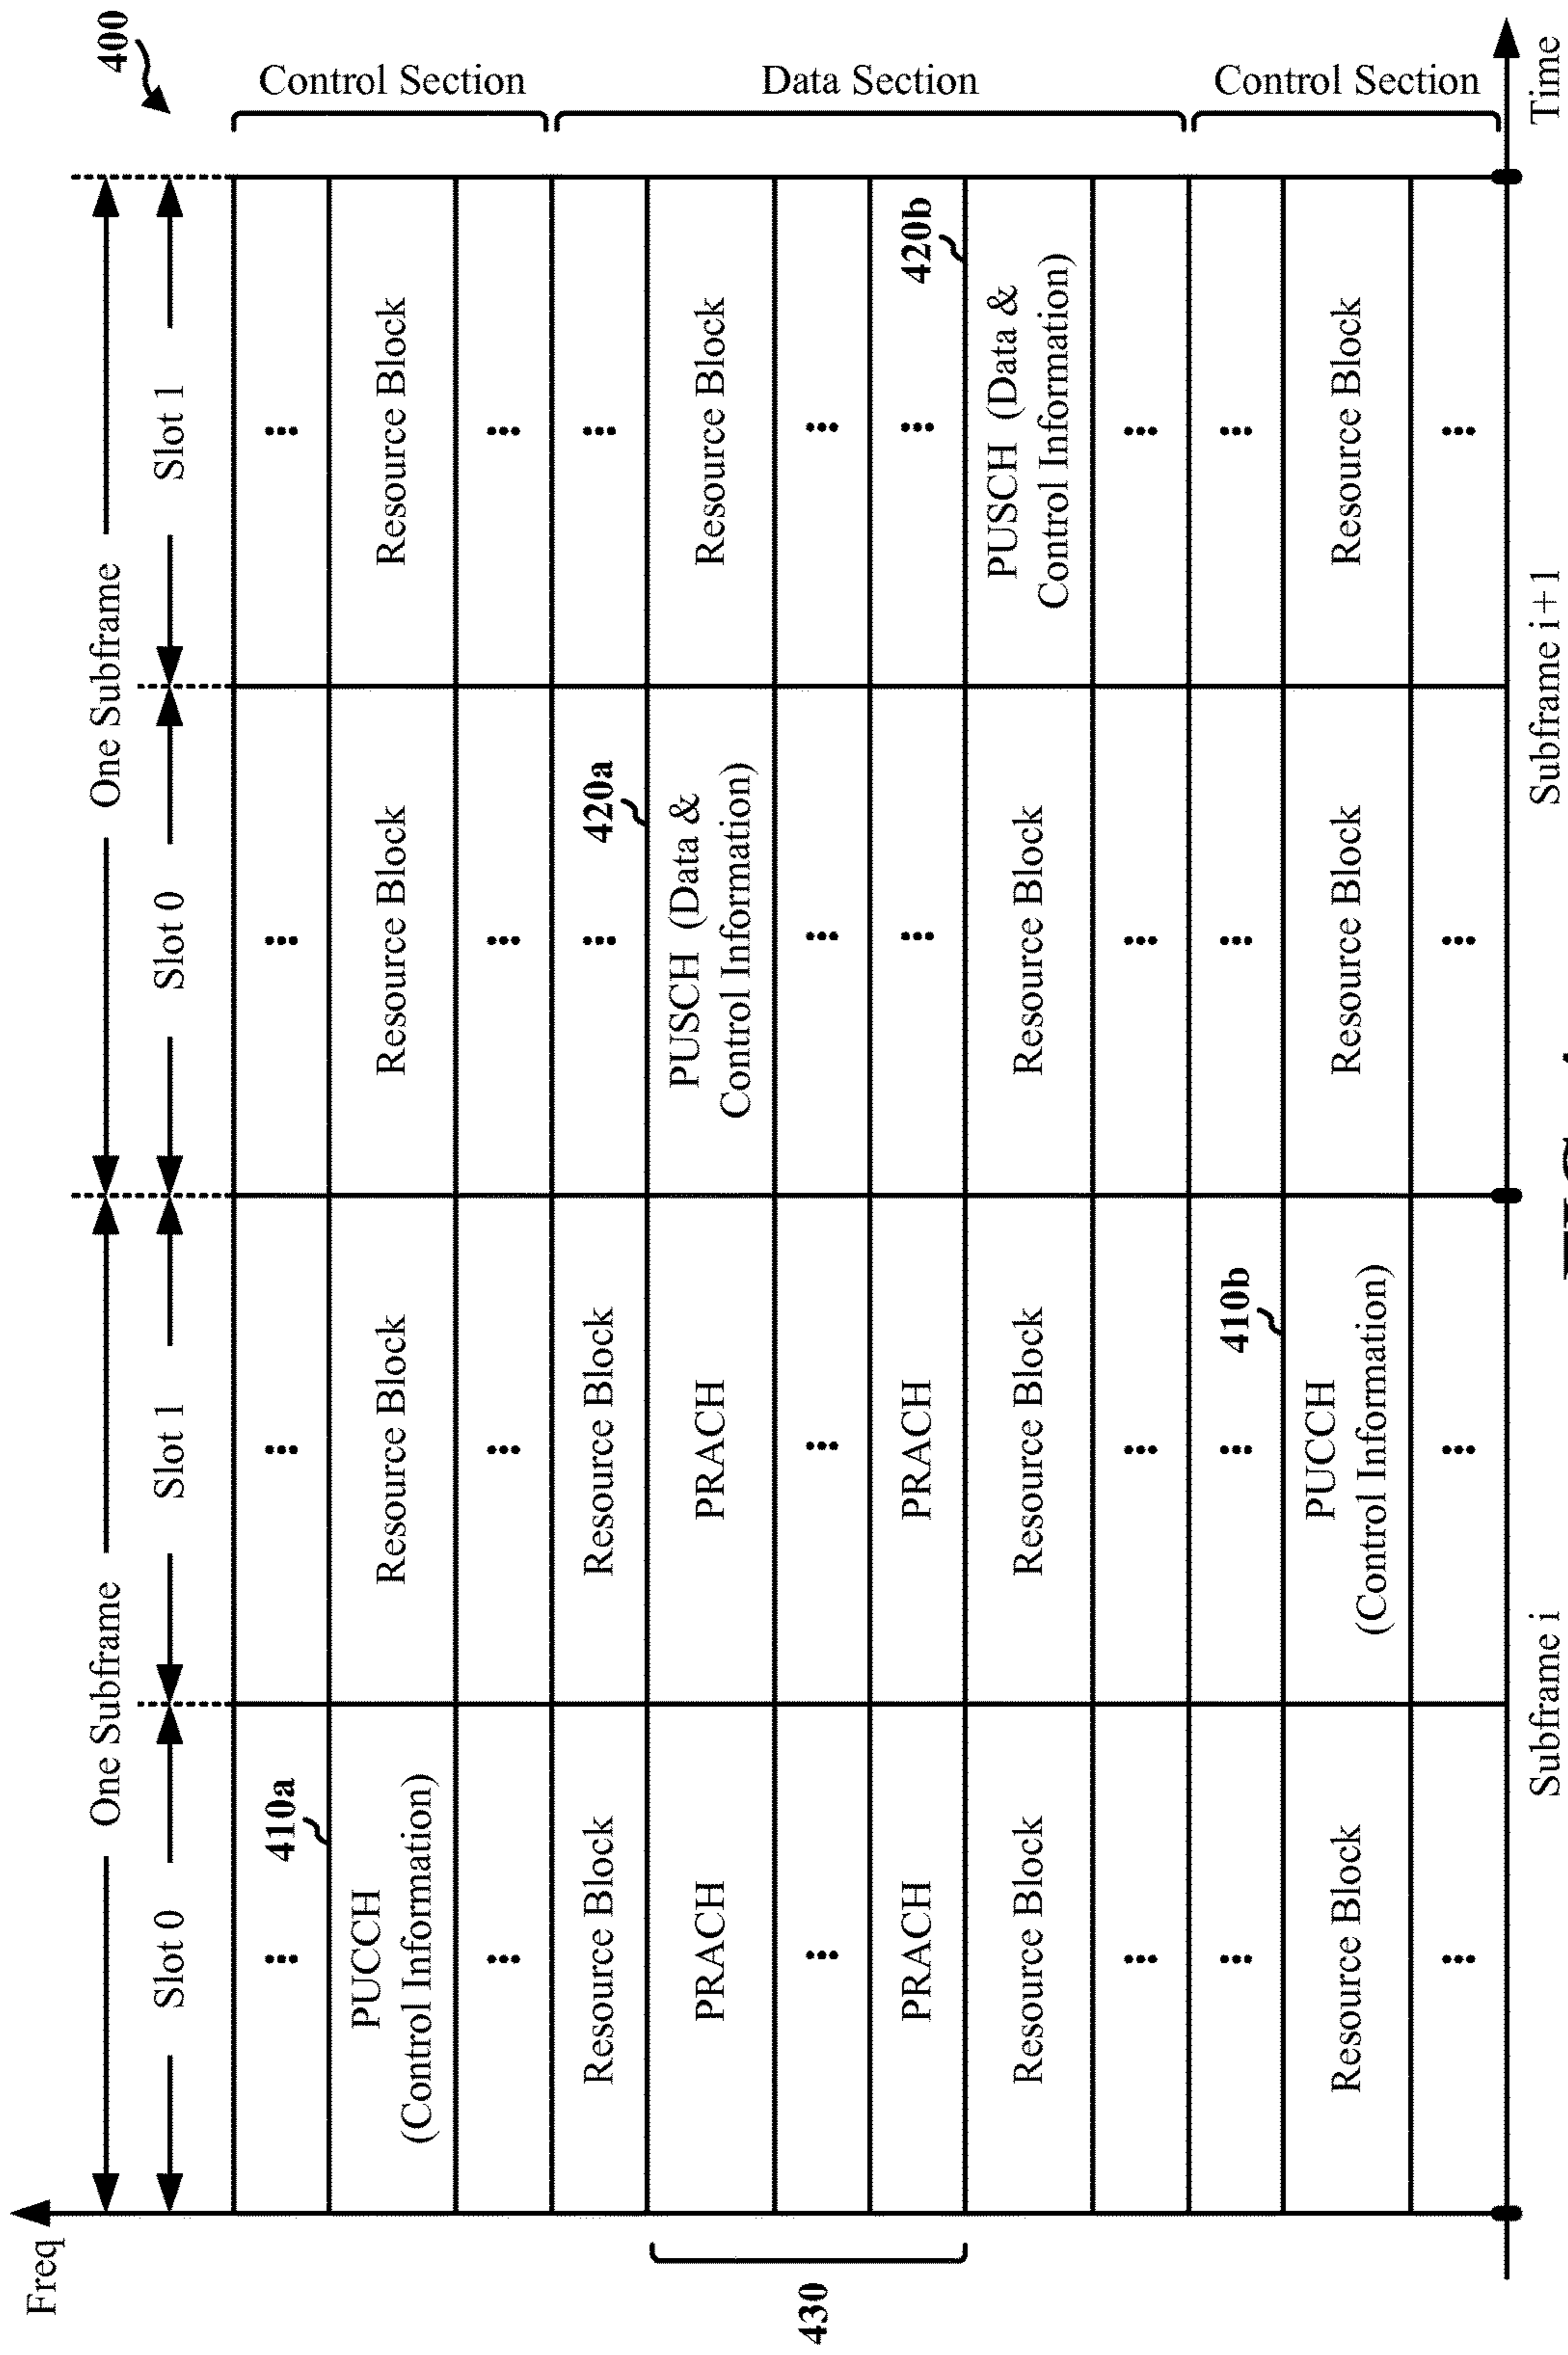 400
Freq
One Subframe
One Subframe
Slot 0
Slot 1
Slot 0
Slot 1
...
410a
...
...
...
Control Section
PUCCH
(Control Information)
Resource Block
Resource Block
Resource Block
...
...
...
...
Resource Block
Resource Block
...
420a
...
Data Section
430
PRACH
PRACH
PUSCH (Data &
Control Information)
Resource Block
...
...
...
...
PRACH
PRACH
...
...
420b
Resource Block
Resource Block
Resource Block
PUSCH (Data &
Control Information)
...
...
...
...
...
...
410b
...
...
Control Section
Resource Block
PUCCH
(Control Information)
Resource Block
Resource Block
...
...
...
...
Time
Subframe i
Subframe i+1